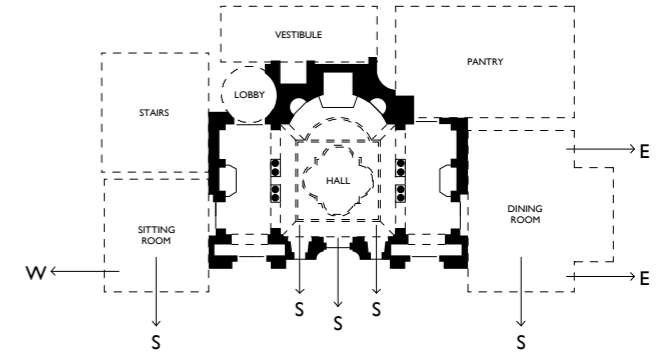 VESTIBULE
PANTRY
LOBBY
STAIRS
E
HALL
DINING
ROOM
SITTING
ROOM
W
E
S
S
S
S
S